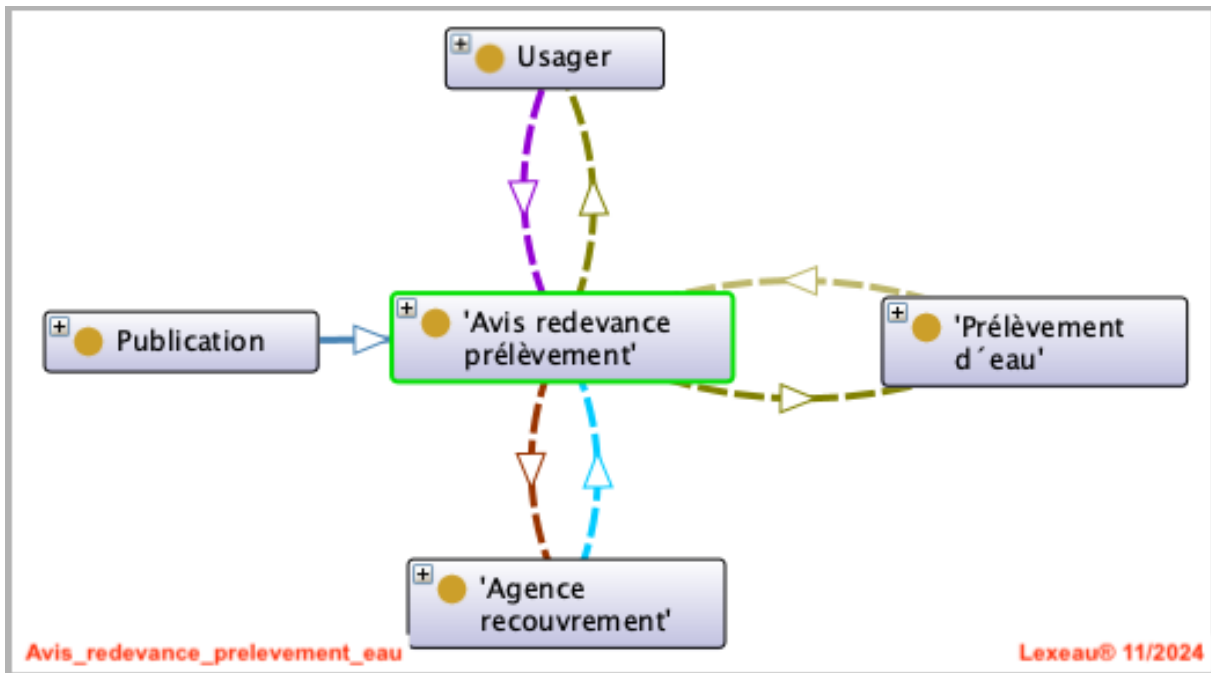 Usager
Publication
'Avis redevance
prélèvement'
'Prélèvement
d´eau'
'Agence
recouvrement'
Avis_redevance_prelevement_eau
Lexeau® 11/2024